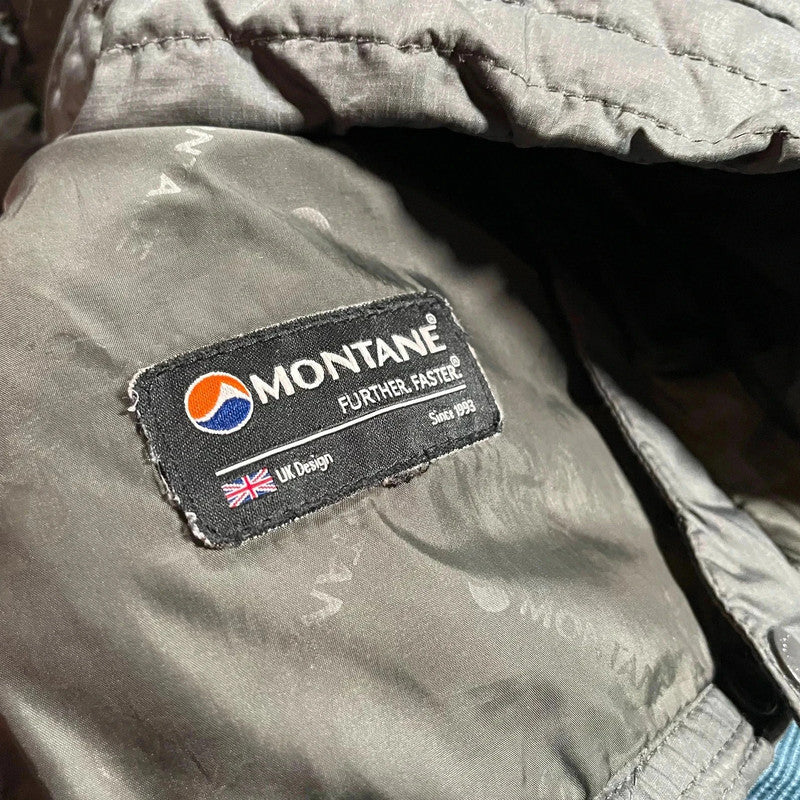 MONTANE®
FURTHER. FASTER.®
Since 1993
UK Design
MONTANE